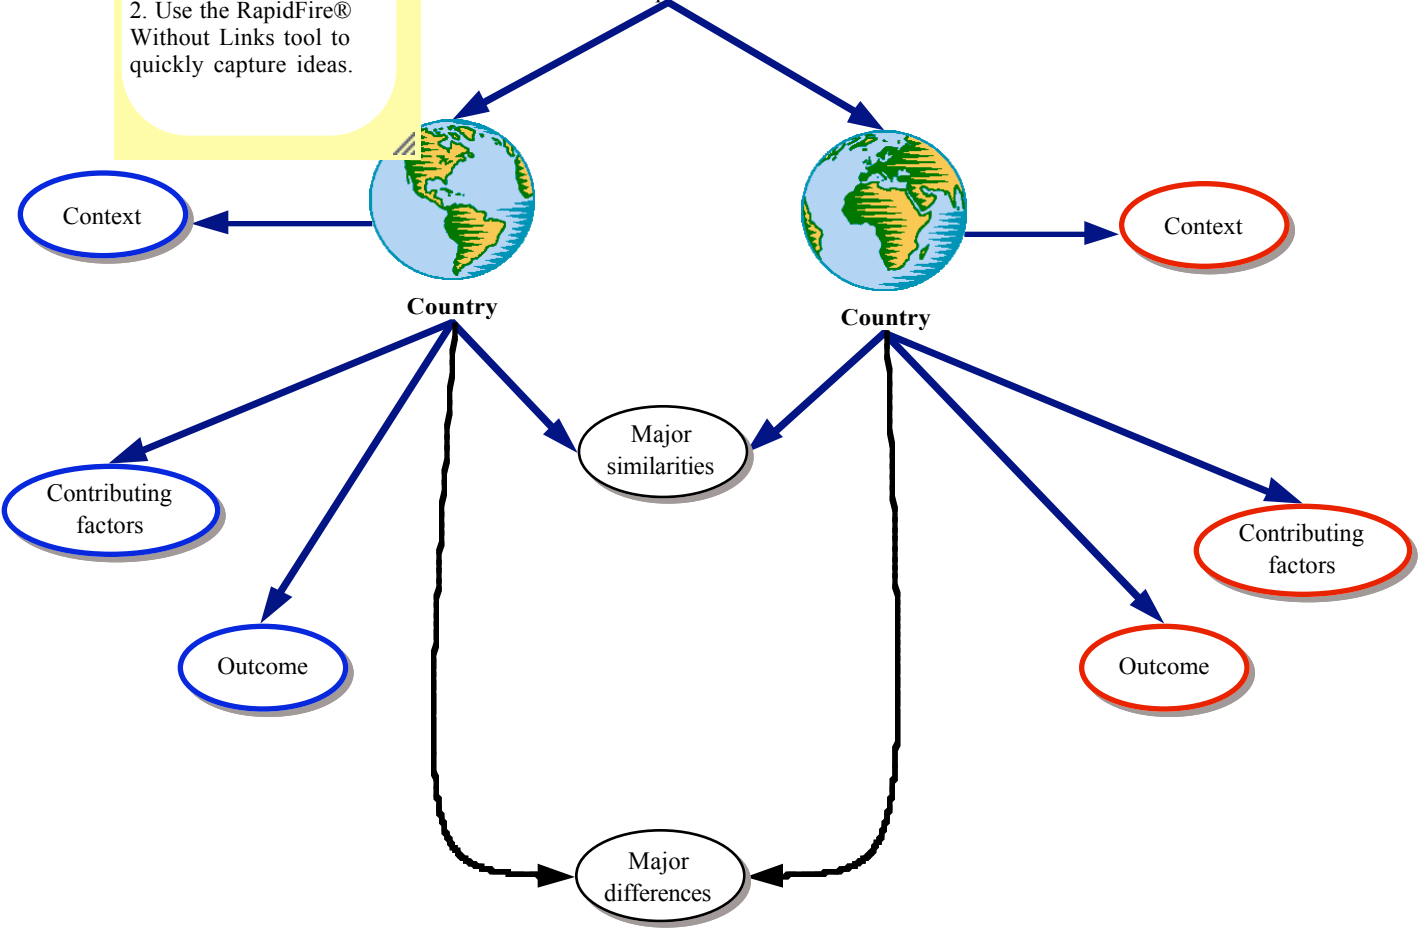 2. Use the RapidFire®
Without Links tool to
quickly capture ideas.
Context
Context
Country
Country
Major
similarities
Contributing
factors
Contributing
factors
Outcome
Outcome
Major
differences